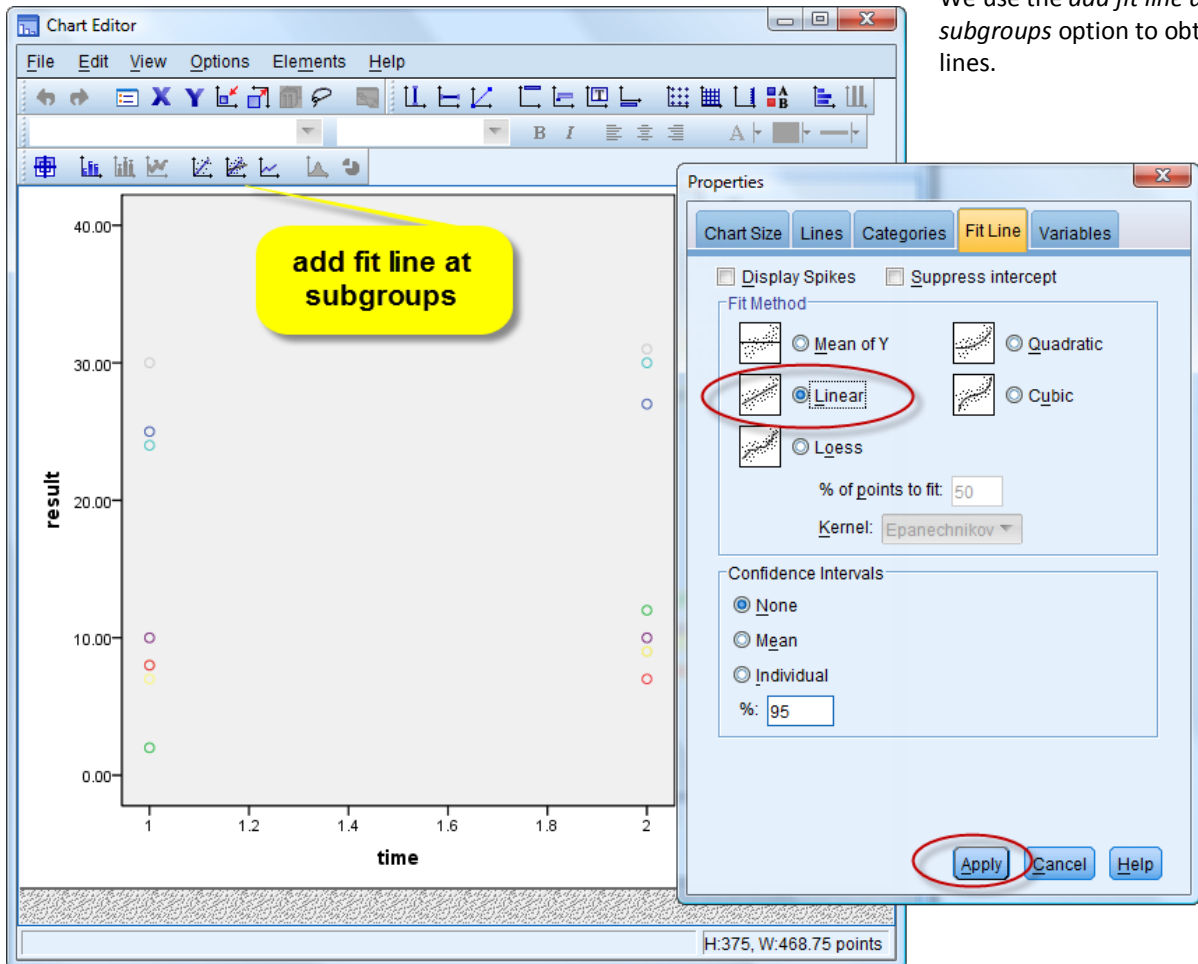 We use the add fit line
subgroups option to obt
lines.
Chart Editor
File Edit View Options Elements Help
X Y
B I A
add fit line at
subgroups
40.00
30.00
20.00
10.00
0.00
result
1 1.2 1.4 1.6 1.8 2
time
H:375, W:468.75 points
Properties
Chart Size Lines Categories Fit Line Variables
Display Spikes Suppress intercept
Fit Method
Mean of Y Quadratic
Linear Cubic
Loess
% of points to fit: 50
Kernel: Epanechnikov
Confidence Intervals
None
Mean
Individual
%: 95
Apply Cancel Help